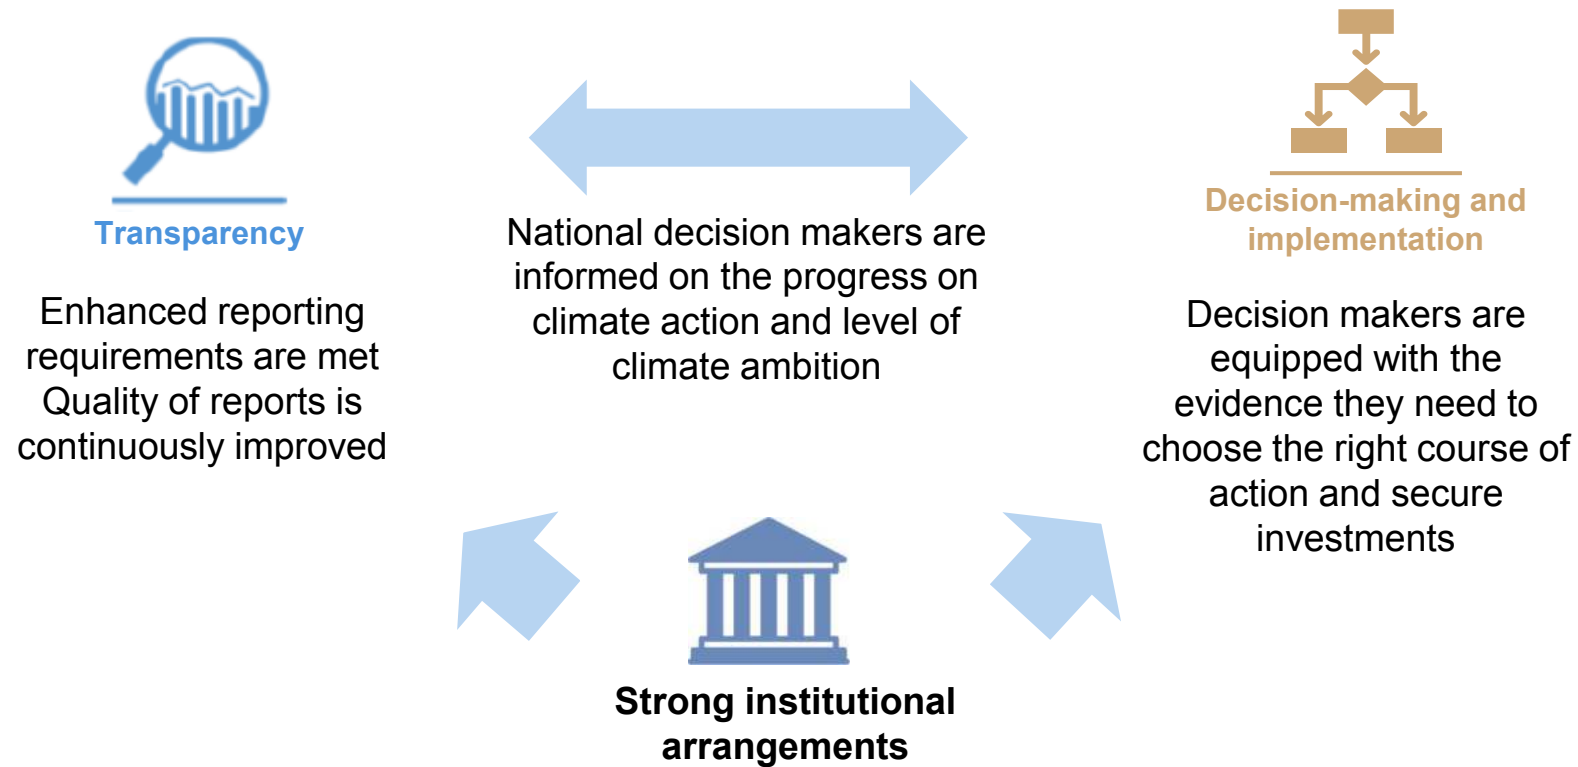 Transparency
Enhanced reporting
requirements are met
Quality of reports is
continuously improved
National decision makers are
informed on the progress on
climate action and level of
climate ambition
Decision-making and
implementation
Decision makers are
equipped with the
evidence they need to
choose the right course of
action and secure
investments
Strong institutional
arrangements